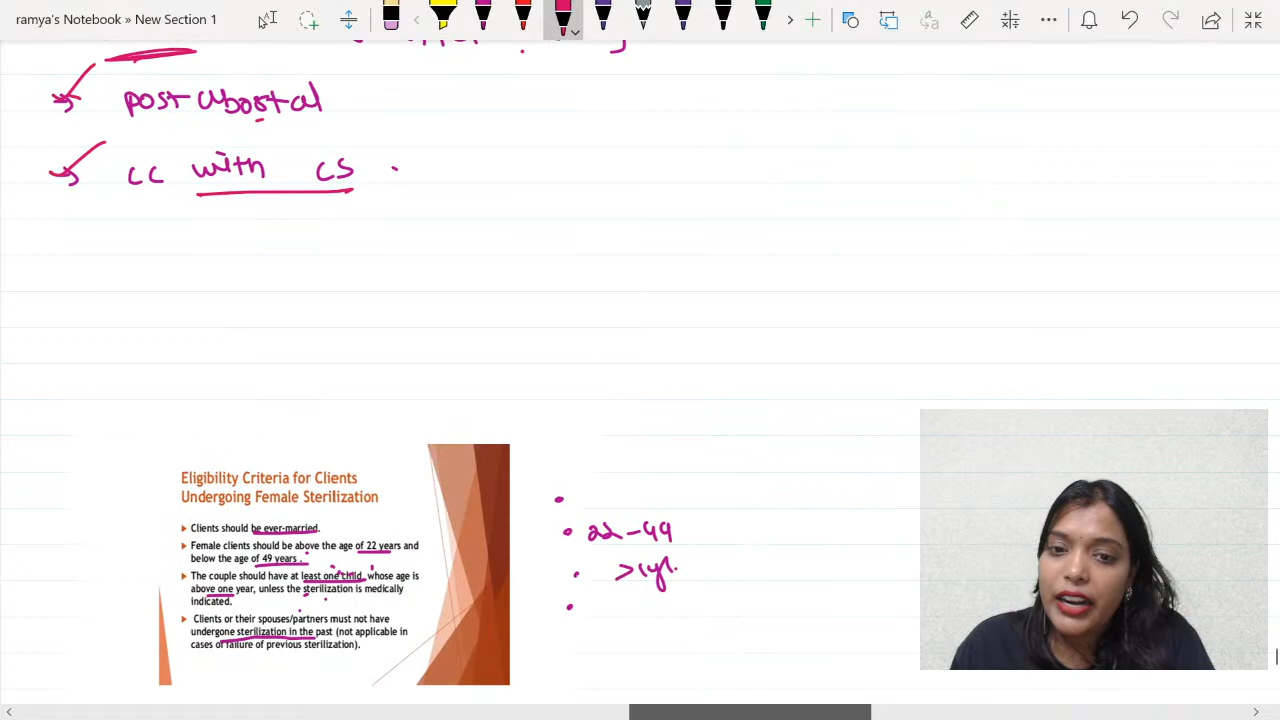 ramya's Notebook » New Section 1
post abortal
CC with CS
Eligibility Criteria for Clients
Undergoing Female Sterilization
Clients should be ever-married.
Female clients should be above the age of 22 years and
below the age of 49 years .
The couple should have at least one child whose age is
above one year, unless the sterilization is medically
indicated.
Clients or their spouses/partners must not have
undergone sterilization in the past (not applicable in
cases of failure of previous sterilization).
22-49
>1yr.